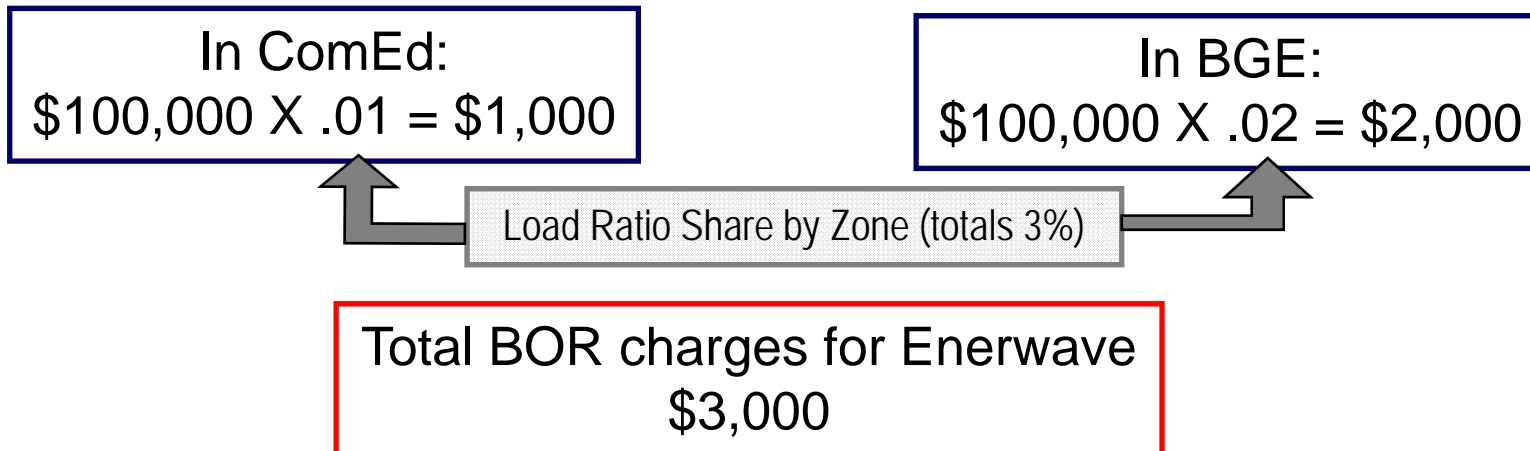 In ComEd:
$100,000 X .01 = $1,000
In BGE:
$100,000 X .02 = $2,000
Load Ratio Share by Zone (totals 3%)
Total BOR charges for Enerwave
$3,000